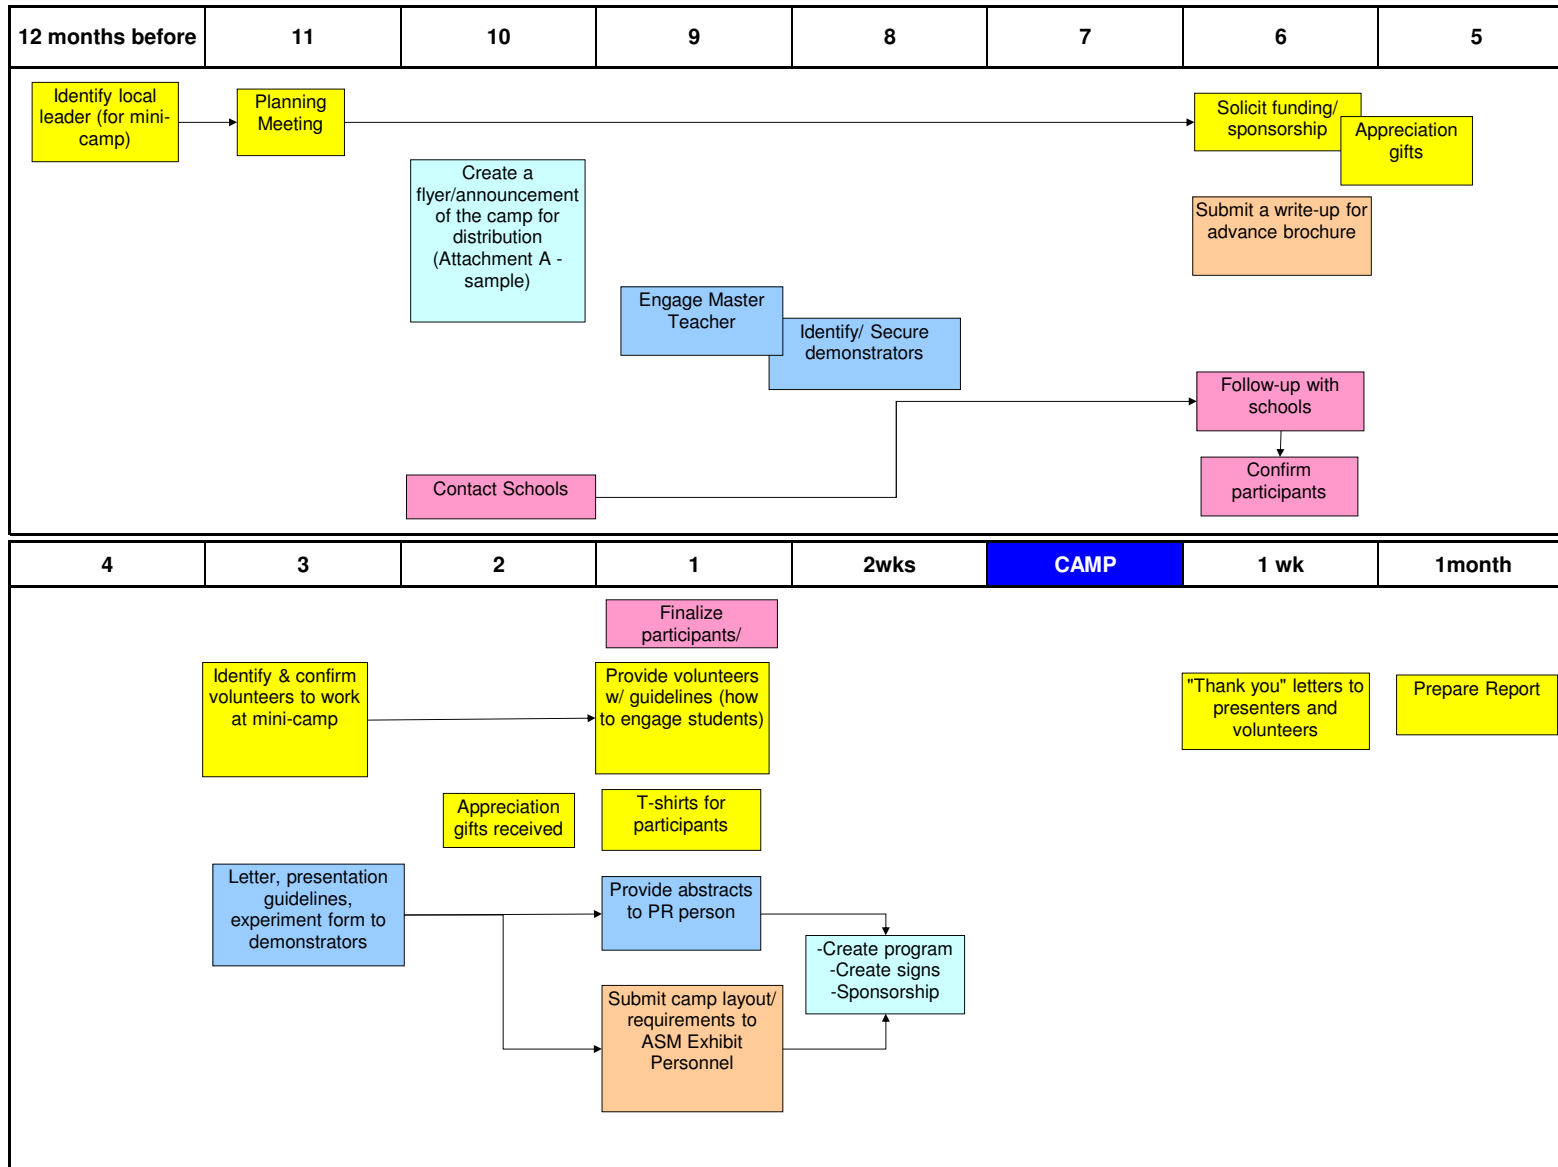 12 months before
11
10
9
8
7
6
5
Identify local
leader (for mini-
camp)
Planning
Meeting
Solicit funding/
sponsorship
Appreciation
gifts
Create a
flyer/announcement
of the camp for
distribution
(Attachment A -
sample)
Submit a write-up for
advance brochure
Engage Master
Teacher
Identify/ Secure
demonstrators
Follow-up with
schools
Contact Schools
Confirm
participants
4
3
2
1
2wks
CAMP
1 wk
1month
Finalize
participants/
Identify & confirm
volunteers to work
at mini-camp
Provide volunteers
w/ guidelines (how
to engage students)
"Thank you" letters to
presenters and
volunteers
Prepare Report
Appreciation
gifts received
T-shirts for
participants
Letter, presentation
guidelines,
experiment form to
demonstrators
Provide abstracts
to PR person
-Create program
-Create signs
-Sponsorship
Submit camp layout/
requirements to
ASM Exhibit
Personnel